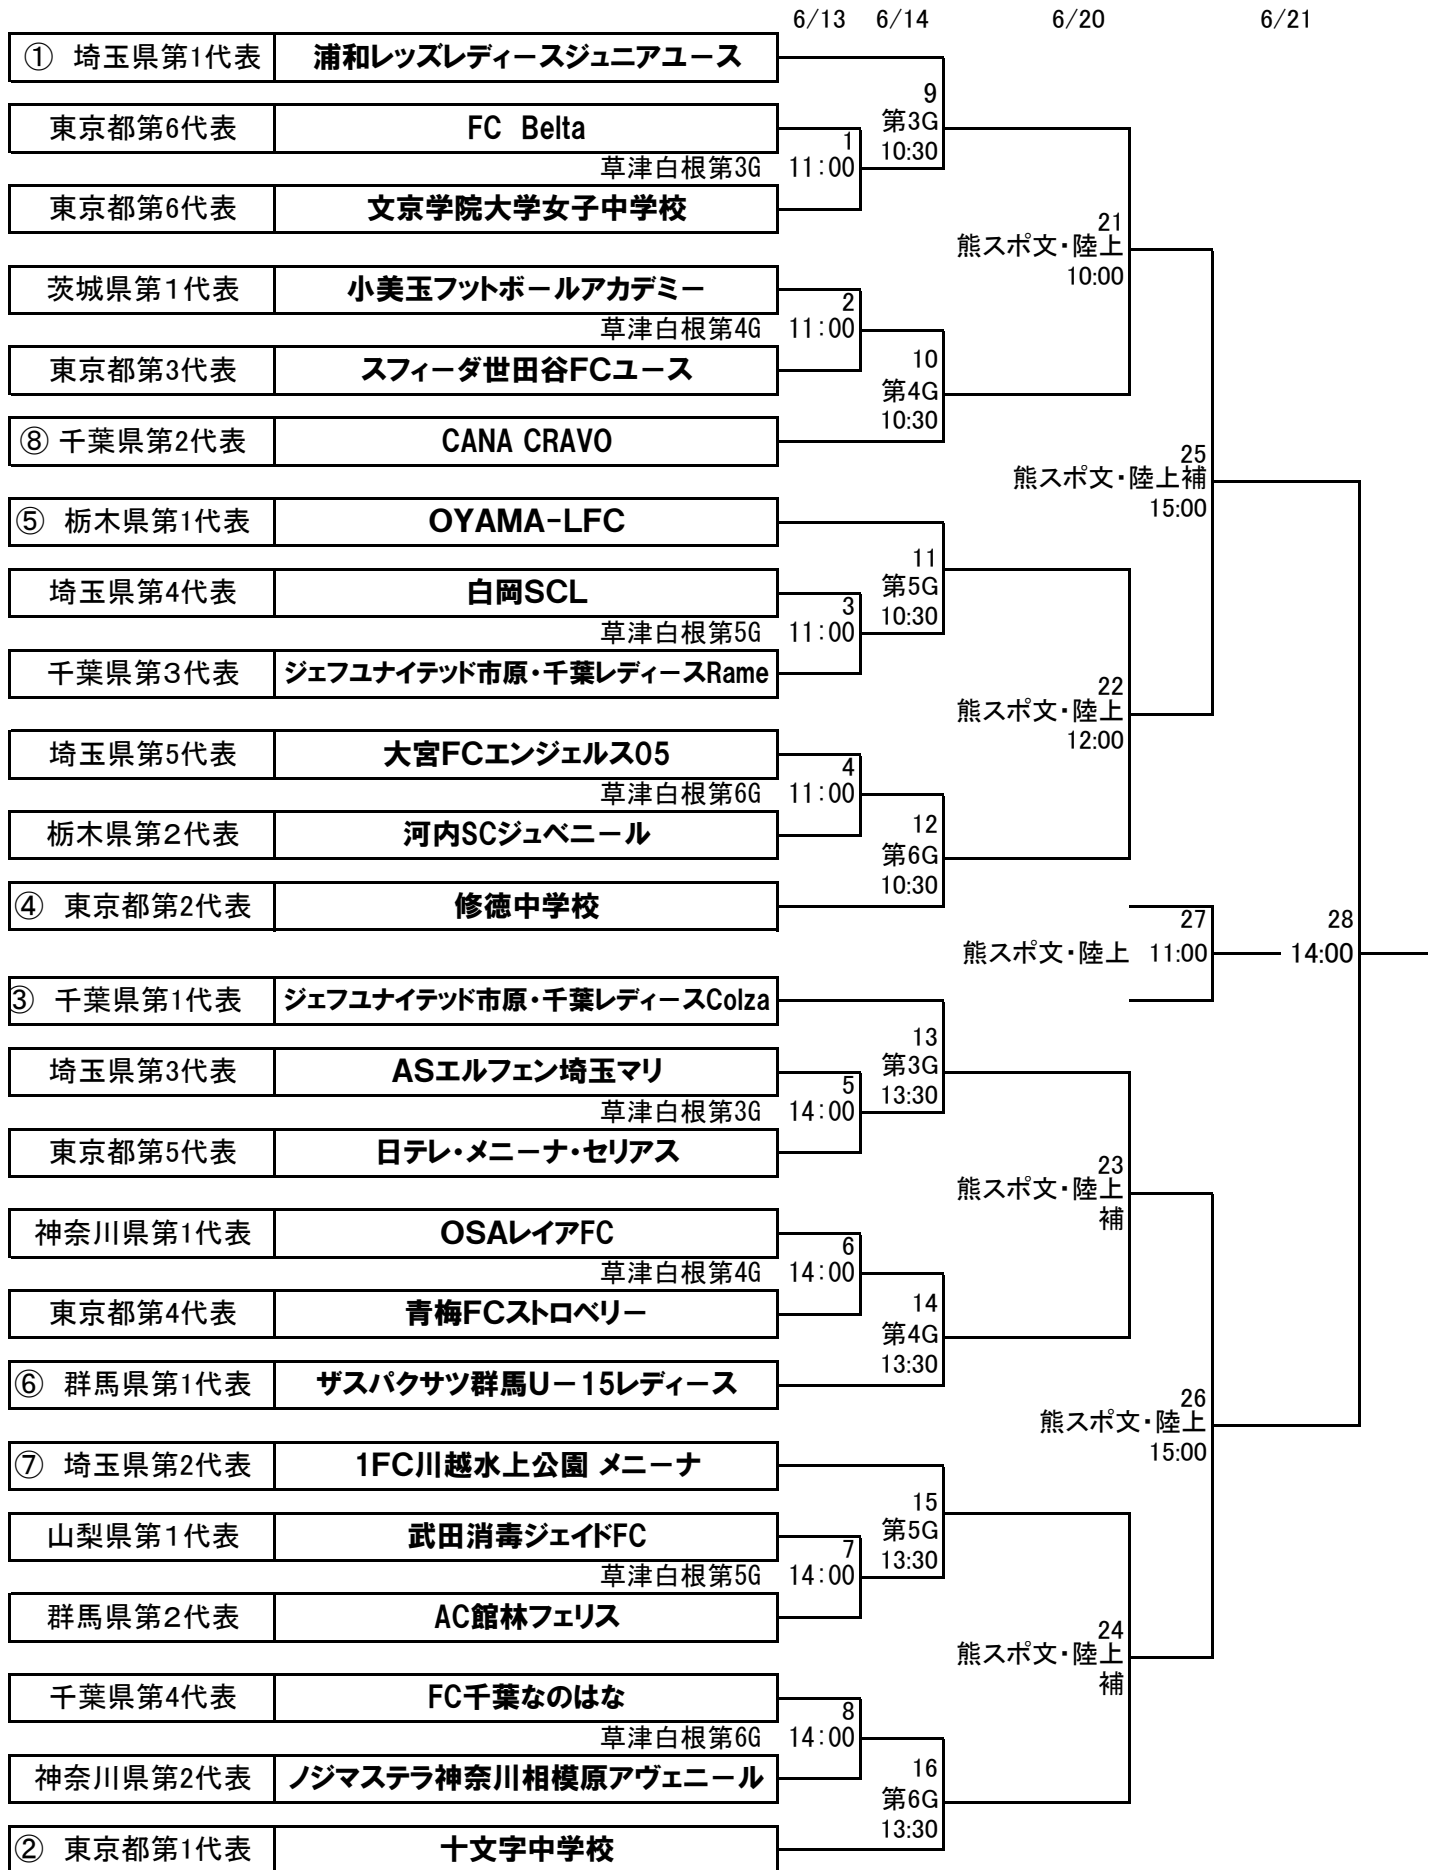 6/13 6/14 6/20 6/21
① 埼玉県第1代表 浦和レッズレディースジュニアユース
9
東京都第6代表 FC Belta 第3G
1 10:30
草津白根第3G 11:00
東京都第6代表 文京学院大学女子中学校
21
熊スポ文・陸上
10:00
茨城県第1代表 小美玉フットボールアカデミー
2
草津白根第4G 11:00
東京都第3代表 スフィーダ世田谷FCユース
10
第4G
10:30
⑧ 千葉県第2代表 CANA CRAVO
25
熊スポ文・陸上補
15:00
⑤ 栃木県第1代表 OYAMA-LFC
11
第5G
10:30
埼玉県第4代表 白岡SCL
3
草津白根第5G 11:00
千葉県第3代表 ジェフユナイテッド市原・千葉レディースRame
22
熊スポ文・陸上
12:00
埼玉県第5代表 大宮FCエンジェルス05
4
草津白根第6G 11:00
栃木県第2代表 河内SCジュベニール
12
第6G
10:30
④ 東京都第2代表 修徳中学校
27 28
熊スポ文・陸上 11:00 14:00
③ 千葉県第1代表 ジェフユナイテッド市原・千葉レディースColza
13
第3G
13:30
埼玉県第3代表 ASエルフェン埼玉マリ
5
草津白根第3G 14:00
東京都第5代表 日テレ・メニーナ・セリアス
23
熊スポ文・陸上
補
神奈川県第1代表 OSAレイアFC
6
草津白根第4G 14:00
東京都第4代表 青梅FCストロベリー
14
第4G
13:30
⑥ 群馬県第1代表 ザスパクサツ群馬U-15レディース
26
熊スポ文・陸上
15:00
⑦ 埼玉県第2代表 1FC川越水上公園 メニーナ
15
第5G
13:30
山梨県第1代表 武田消毒ジェイドFC
7
草津白根第5G 14:00
群馬県第2代表 AC館林フェリス
24
熊スポ文・陸上
補
千葉県第4代表 FC千葉なのはな
8
草津白根第6G 14:00
神奈川県第2代表 ノジマステラ神奈川相模原アヴェニール
16
第6G
13:30
② 東京都第1代表 十文字中学校